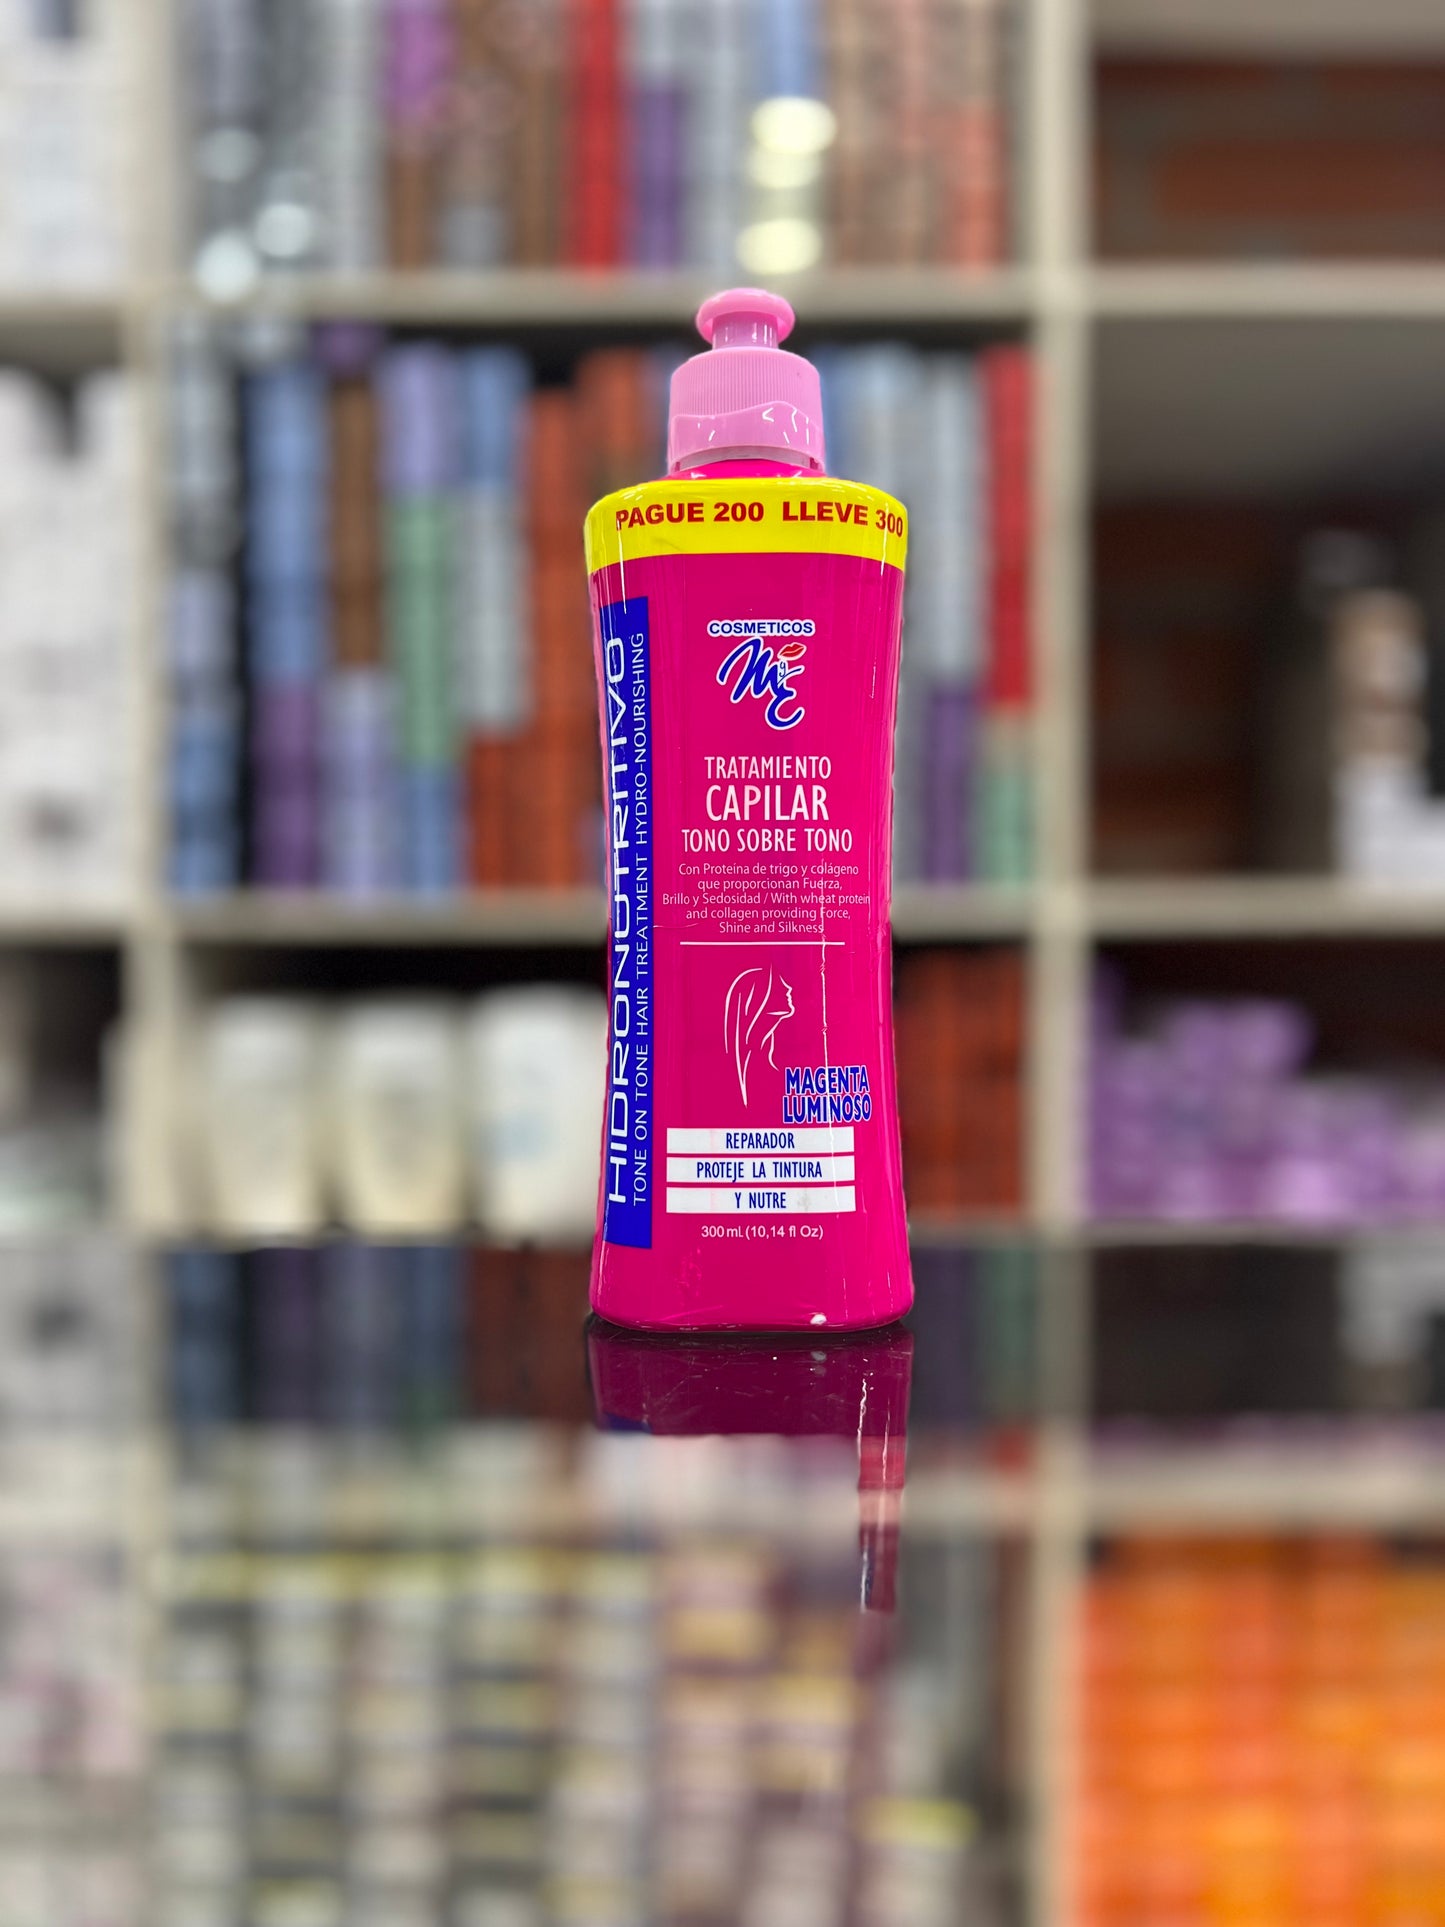 PAGUE 200 LLEVE 300
COSMETICOS
HIDRONUTRITIVO
TONE ON TONE HAIR TREATMENT HYDRO-NOURISHING
TRATAMIENTO
CAPILAR
TONO SOBRE TONO
Con Proteína de trigo y colágeno
que proporcionan Fuerza,
Brillo y Sedosidad / With wheat protein
and collagen providing Force,
Shine and Silkness
MAGENTA
LUMINOSO
REPARADOR
PROTEJE LA TINTURA
Y NUTRE
300 mL (10,14 fl Oz)